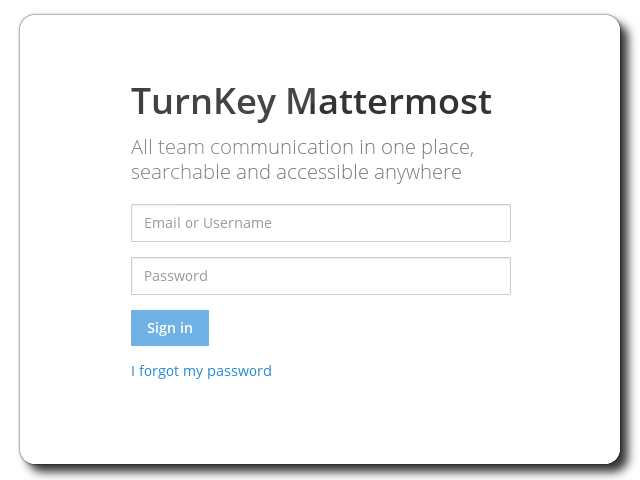 TurnKey Mattermost
All team communication in one place,
searchable and accessible anywhere
Email or Username
Password
Sign in
I forgot my password